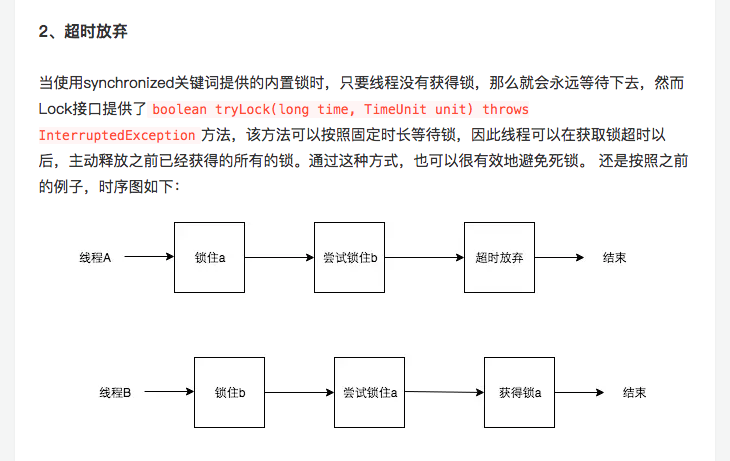 2、超时放弃
当使用synchronized关键词提供的内置锁时，只要线程没有获得锁，那么就会永远等待下去，然而
Lock接口提供了 boolean tryLock(long time, TimeUnit unit) throws
InterruptedException 方法，该方法可以按照固定时长等待锁，因此线程可以在获取锁超时以
后，主动释放之前已经获得的所有的锁。通过这种方式，也可以很有效地避免死锁。 还是按照之前
的例子，时序图如下：
线程A 锁住a 尝试锁住b 超时放弃 结束
线程B 锁住b 尝试锁住a 获得锁a 结束